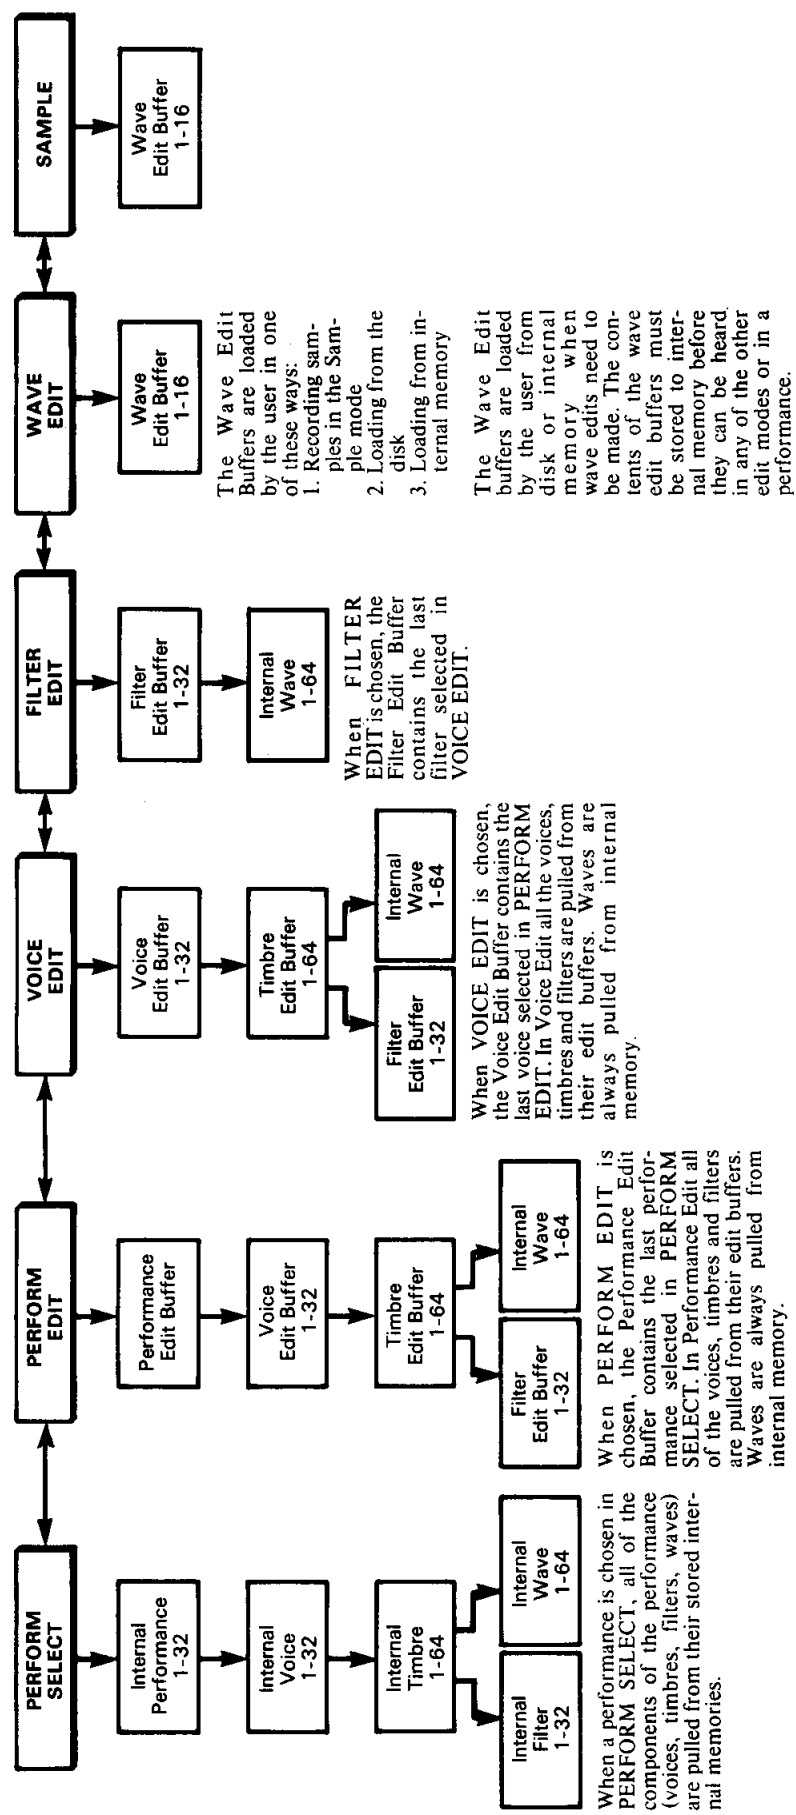 PERFORM
SELECT
Internal
Performance
1-32
Internal
Voice
1-32
Internal
Timbre
1-64
Internal
Filter
1-32
Internal
Wave
1-64
When a performance is chosen in
PERFORM SELECT, all of the
components of the performance
(voices, timbres, filters, waves)
are pulled from their stored inter-
nal memories.
PERFORM
EDIT
Performance
Edit Buffer
Voice
Edit Buffer
1-32
Timbre
Edit Buffer
1-64
Filter
Edit Buffer
1-32
Internal
Wave
1-64
When PERFORM EDIT is
chosen, the Performance Edit
Buffer contains the last perfor-
mance selected in PERFORM
SELECT. In Performance Edit all
of the voices, timbres and filters
are pulled from their edit buffers.
Waves are always pulled from
internal memory.
VOICE
EDIT
Voice
Edit Buffer
1-32
Timbre
Edit Buffer
1-64
Filter
Edit Buffer
1-32
Internal
Wave
1-64
When VOICE EDIT is chosen,
the Voice Edit Buffer contains the
last voice selected in PERFORM
EDIT. In Voice Edit all the voices,
timbres and filters are pulled from
their edit buffers. Waves are
always pulled from internal
memory.
FILTER
EDIT
Filter
Edit Buffer
1-32
Internal
Wave
1-64
When FILTER
EDIT is chosen, the
Filter Edit Buffer
contains the last
filter selected in
VOICE EDIT.
WAVE
EDIT
Wave
Edit Buffer
1-16
The Wave Edit
Buffers are loaded
by the user in one
of these ways:
1. Recording sam-
ples in the Sam-
ple mode
2. Loading from the
disk
3. Loading from in-
ternal memory
The Wave Edit
buffers are loaded
by the user from
disk or internal
memory when
wave edits need to
be made. The con-
tents of the wave
edit buffers must
be stored to inter-
nal memory before
they can be heard
in any of the other
edit modes or in a
performance.
SAMPLE
Wave
Edit Buffer
1-16